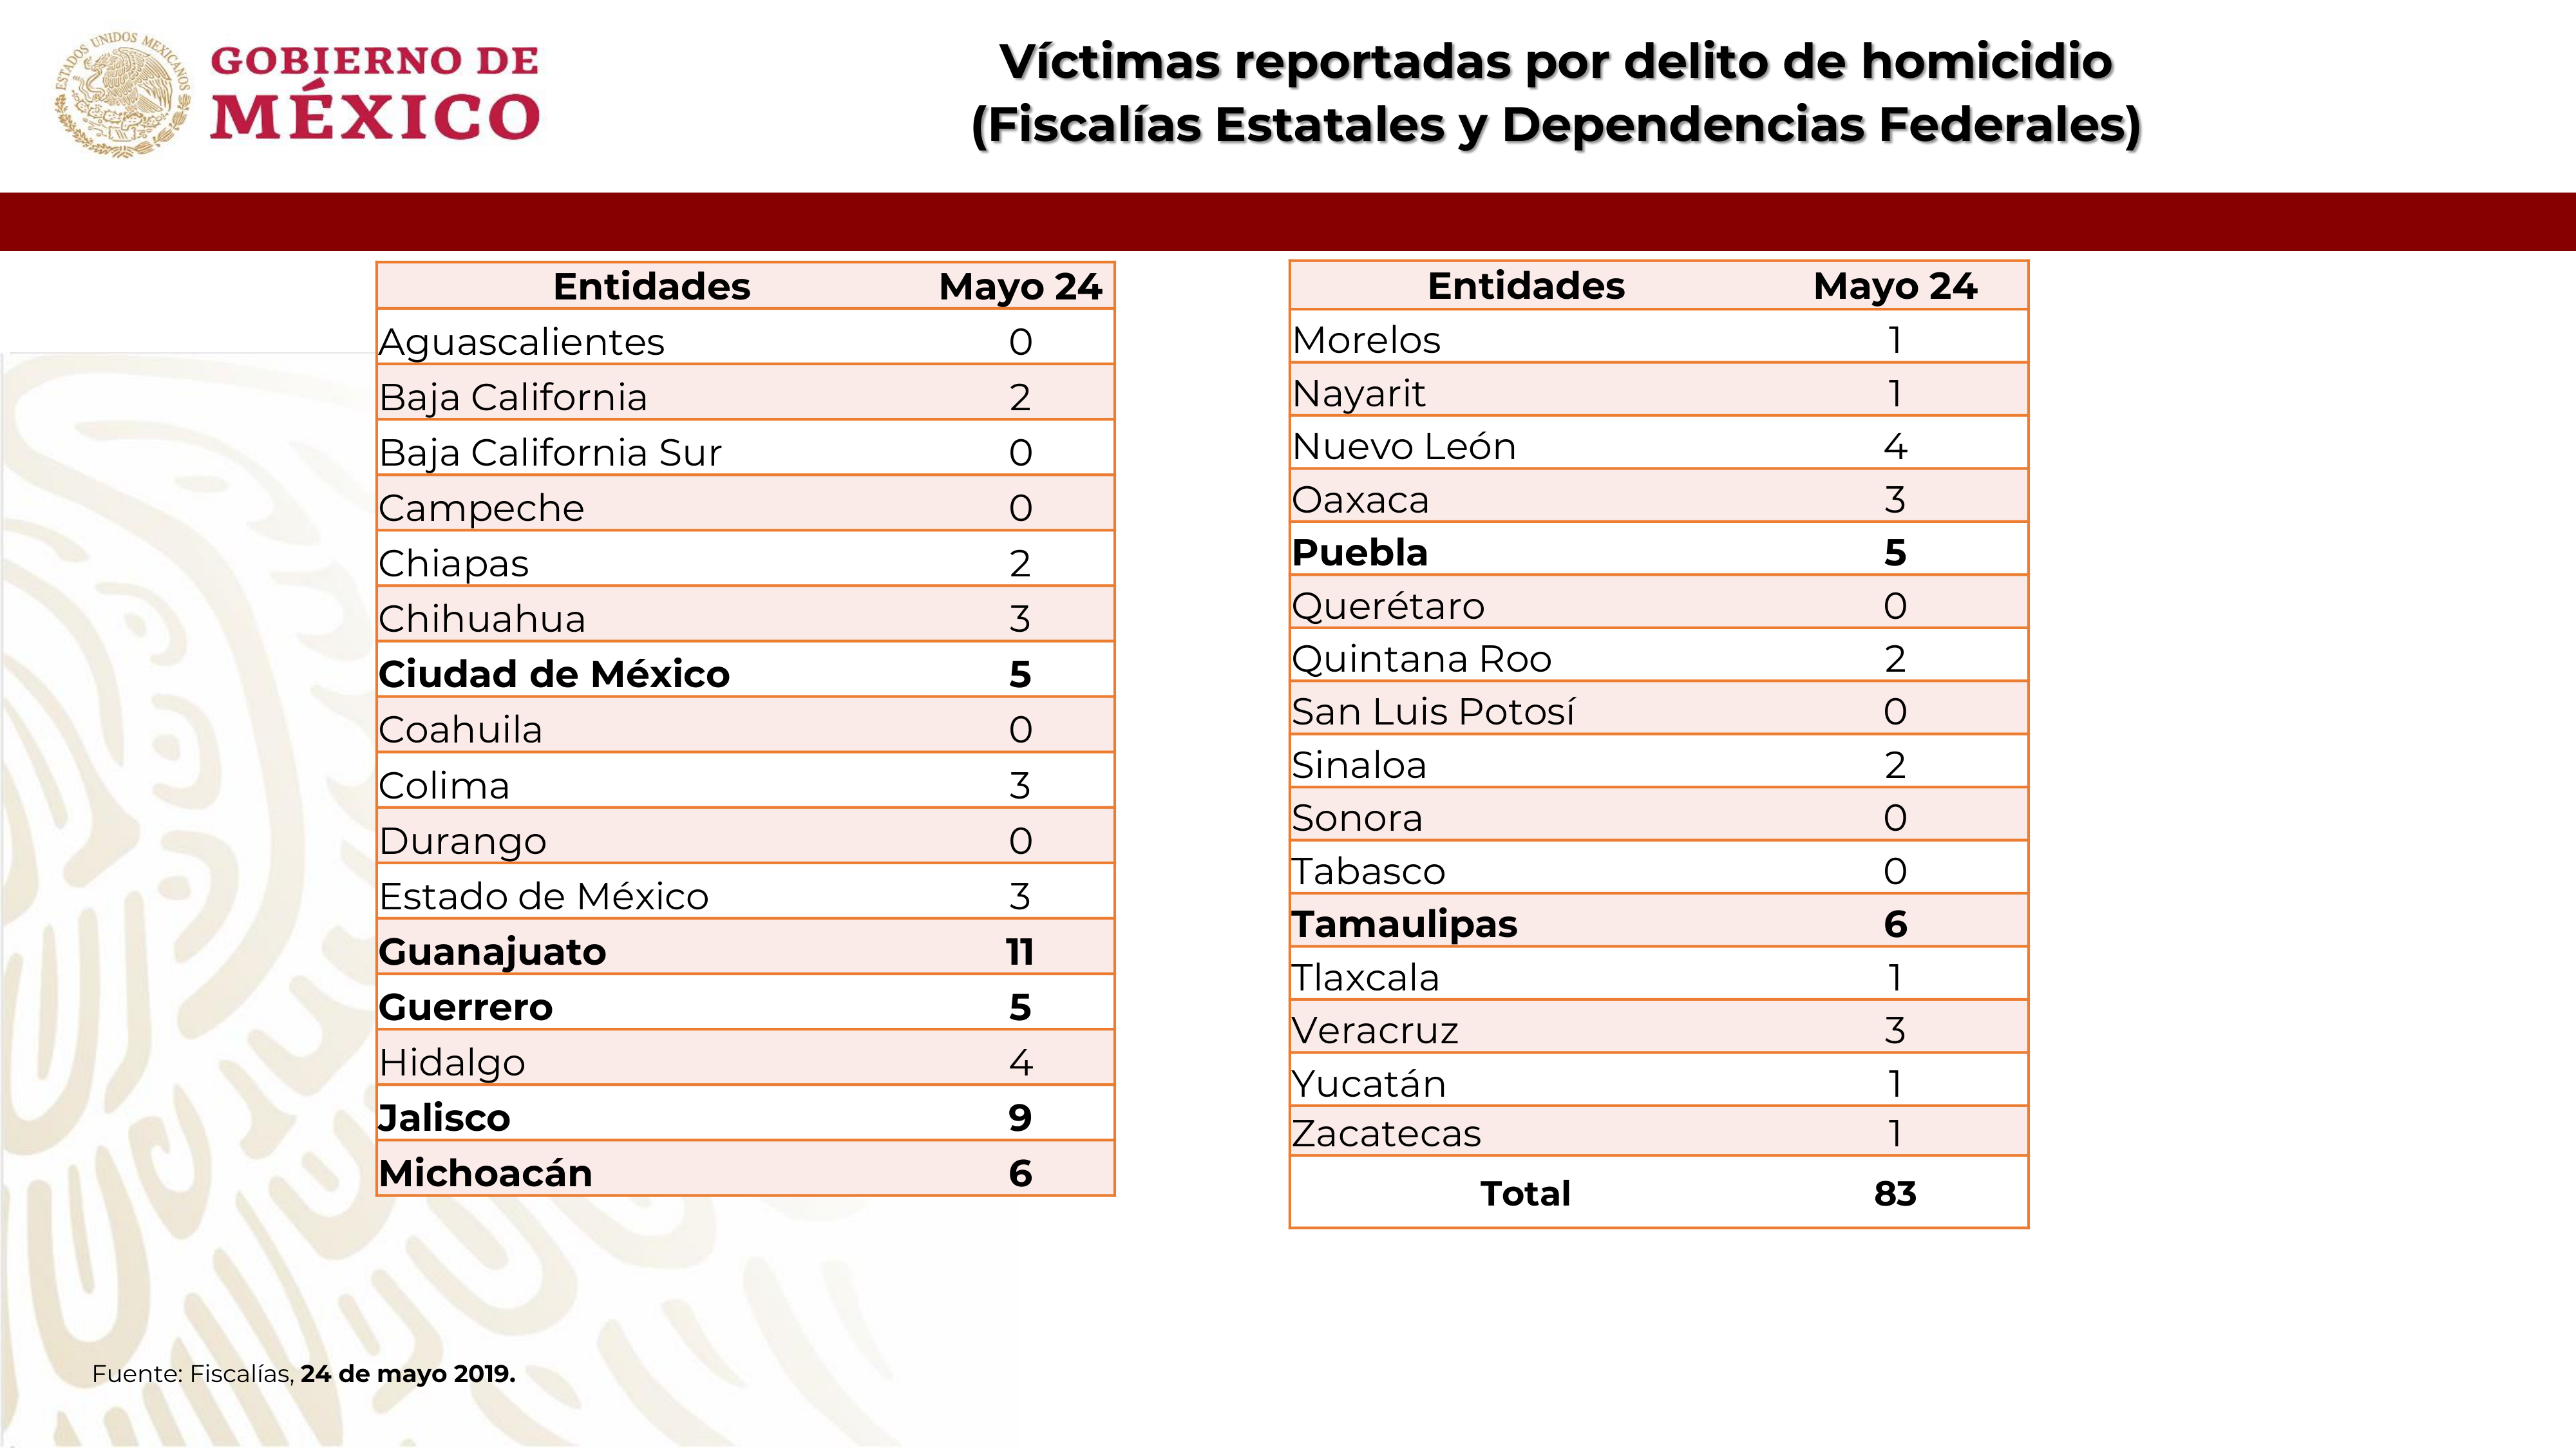 ESTADOS UNIDOS MEXICANOS
GOBIERNO DE
MÉXICO
Víctimas reportadas por delito de homicidio
(Fiscalías Estatales y Dependencias Federales)
Entidades Mayo 24
Aguascalientes 0
Baja California 2
Baja California Sur 0
Campeche 0
Chiapas 2
Chihuahua 3
Ciudad de México 5
Coahuila 0
Colima 3
Durango 0
Estado de México 3
Guanajuato 11
Guerrero 5
Hidalgo 4
Jalisco 9
Michoacán 6
Entidades Mayo 24
Morelos 1
Nayarit 1
Nuevo León 4
Oaxaca 3
Puebla 5
Querétaro 0
Quintana Roo 2
San Luis Potosí 0
Sinaloa 2
Sonora 0
Tabasco 0
Tamaulipas 6
Tlaxcala 1
Veracruz 3
Yucatán 1
Zacatecas 1
Total 83
Fuente: Fiscalías, 24 de mayo 2019.